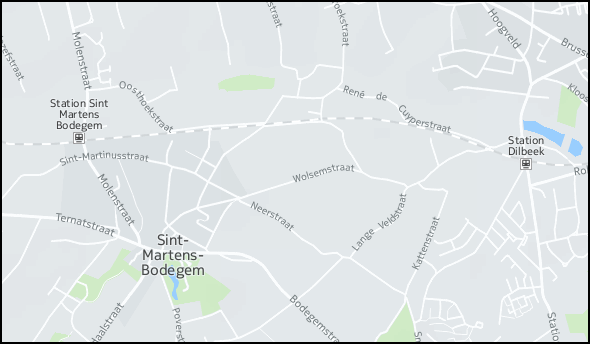 Hoogveld
Molenstraat
Oosthoekstraat
Station Sint
Martens
Bodegem
René de Cuyperstraat
Station
Dilbeek
Sint-Martinusstraat
Wolsemstraat
Molenstraat
Ternatstraat
Neerstraat
Lange Veldstraat
Kattenstraat
Sint-
Martens-
Bodegem